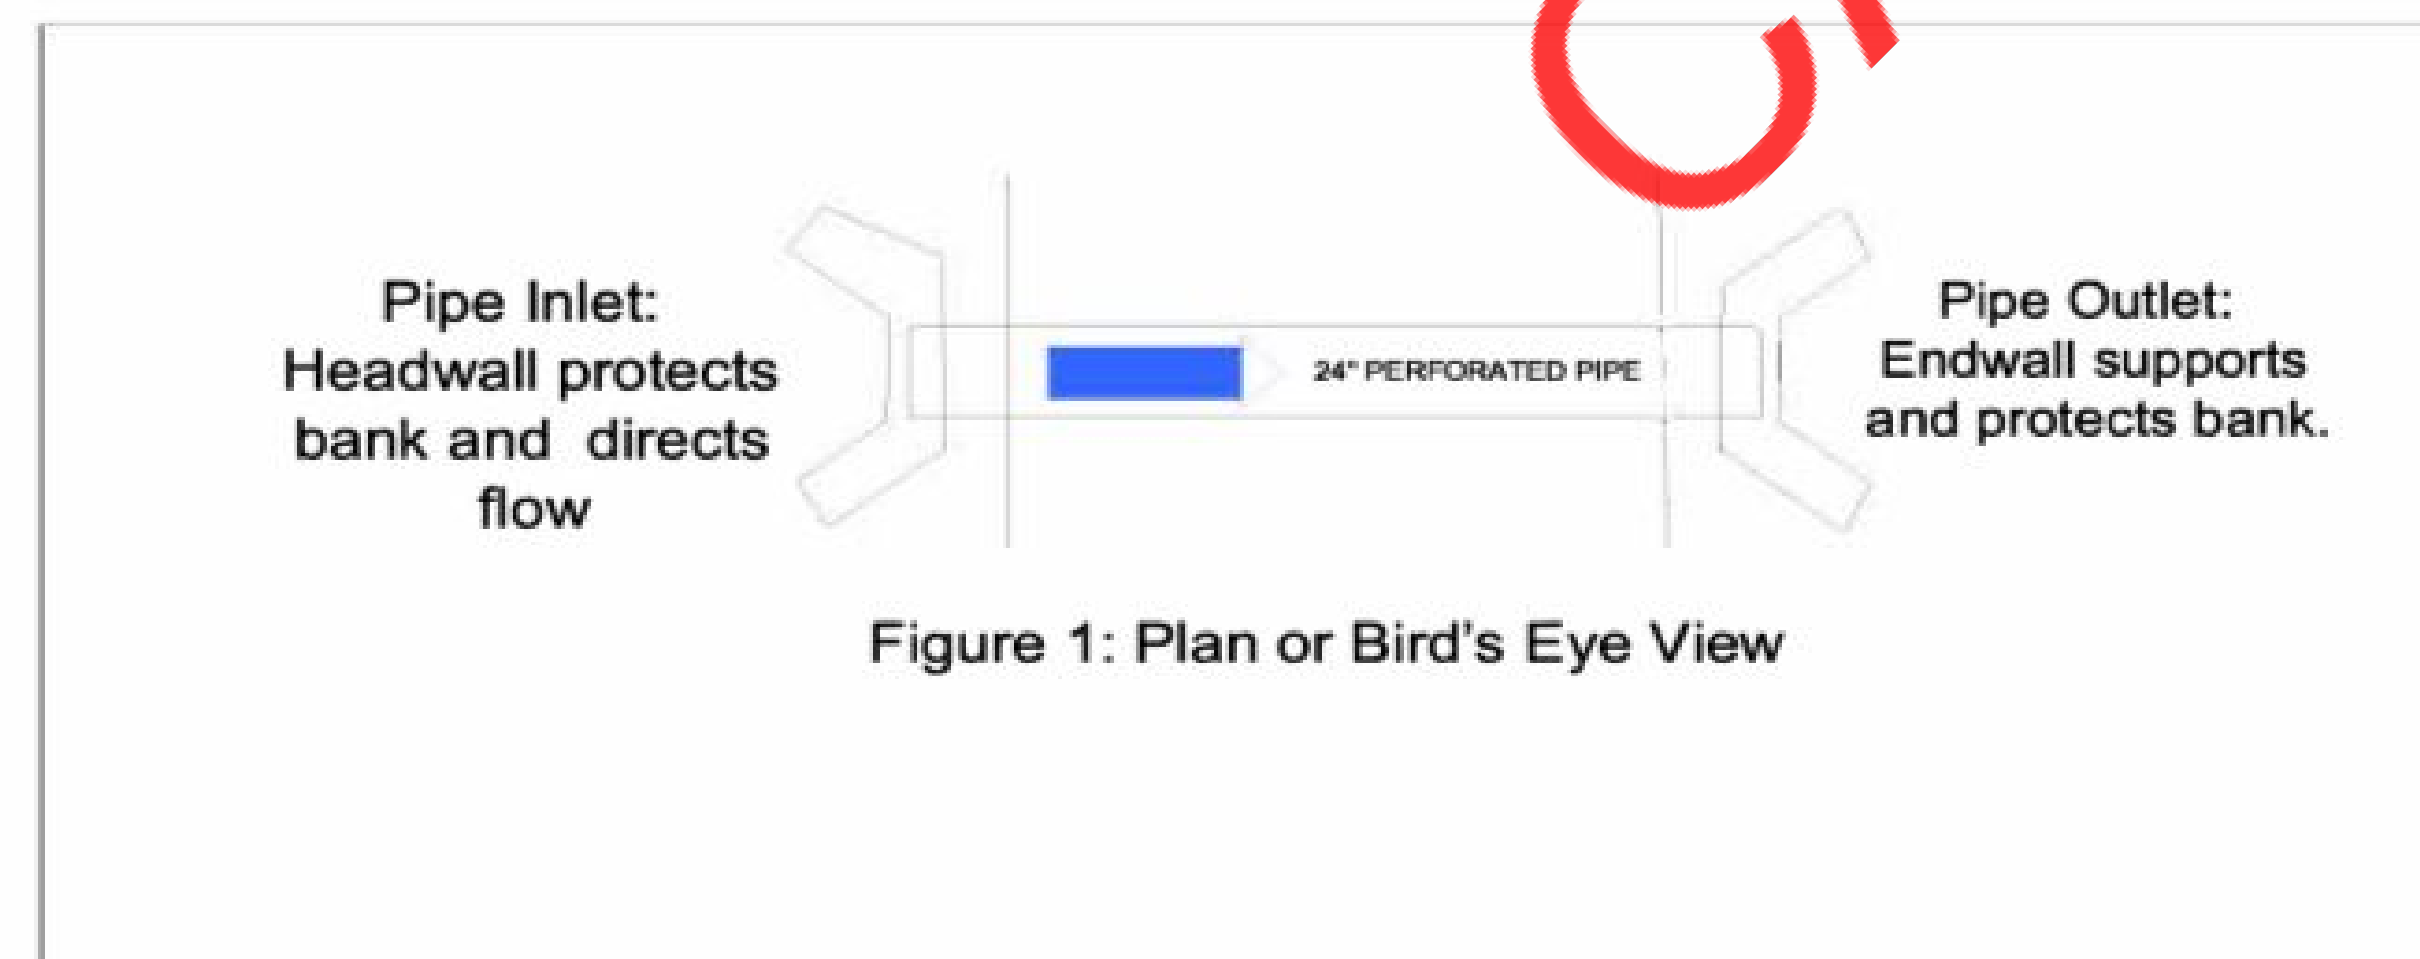 Pipe Inlet:
Headwall protects
bank and directs
flow
24" PERFORATED PIPE
Pipe Outlet:
Endwall supports
and protects bank.
Figure 1: Plan or Bird's Eye View